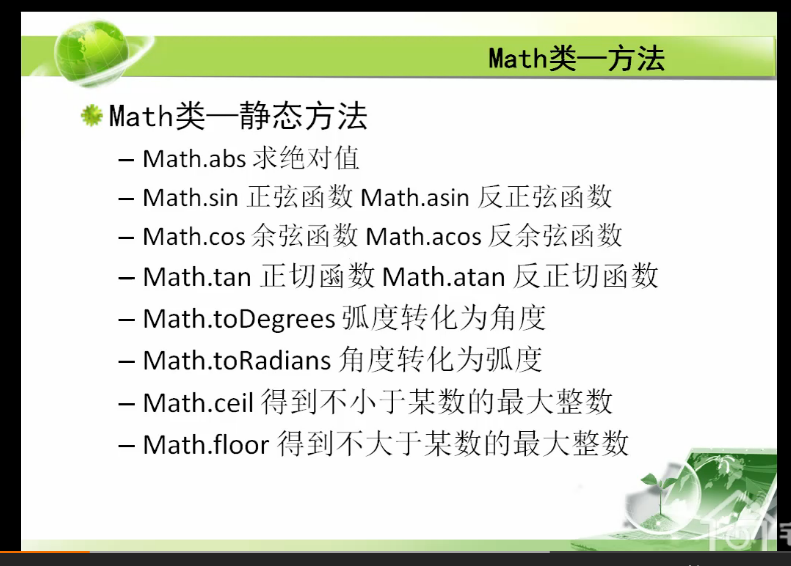 Math类—方法
Math类—静态方法
– Math.abs 求绝对值
– Math.sin 正弦函数 Math.asin 反正弦函数
– Math.cos 余弦函数 Math.acos 反余弦函数
– Math.tan 正切函数 Math.atan 反正切函数
– Math.toDegrees 弧度转化为角度
– Math.toRadians 角度转化为弧度
– Math.ceil 得到不小于某数的最大整数
– Math.floor 得到不大于某数的最大整数